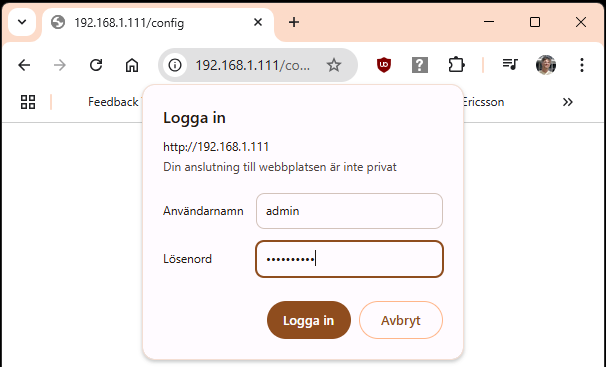 192.168.1.111/config
192.168.1.111/co...
Feedback
Ericsson
Logga in
http://192.168.1.111
Din anslutning till webbplatsen är inte privat
Användarnamn admin
Lösenord ••••••••••
Logga in Avbryt